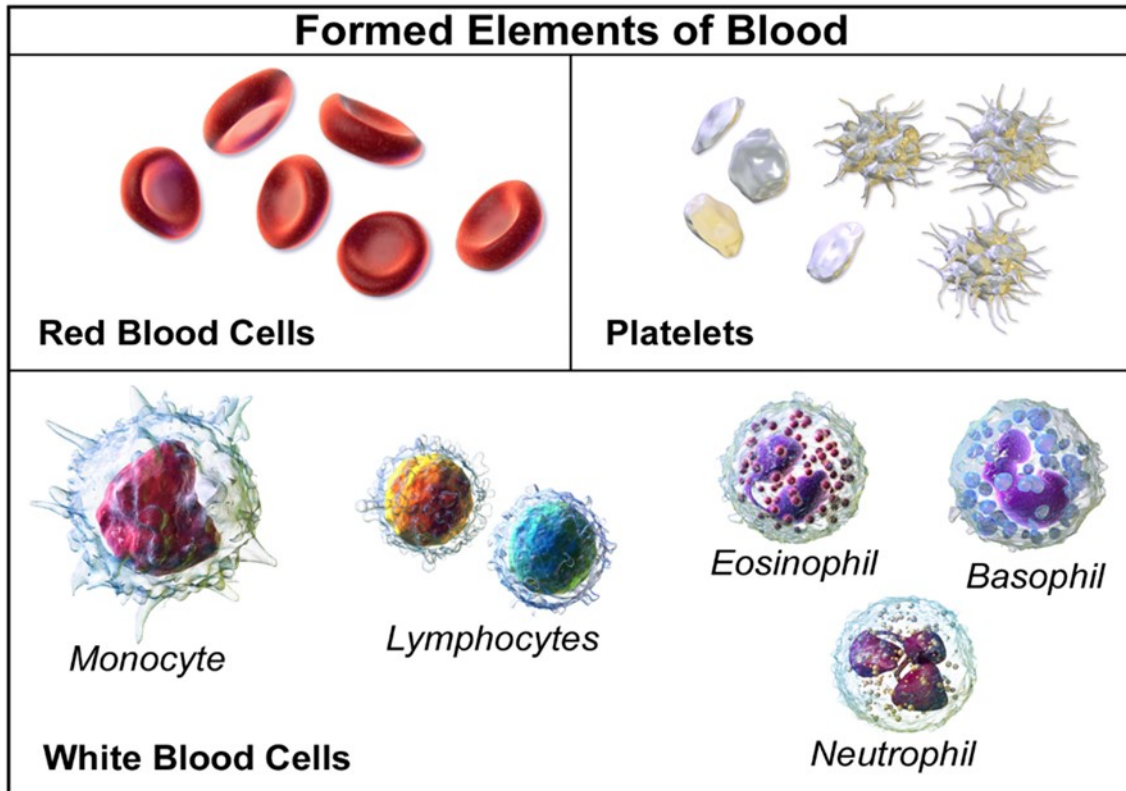 Formed Elements of Blood
Red Blood Cells
Platelets
Monocyte
Lymphocytes
Eosinophil
Basophil
Neutrophil
White Blood Cells